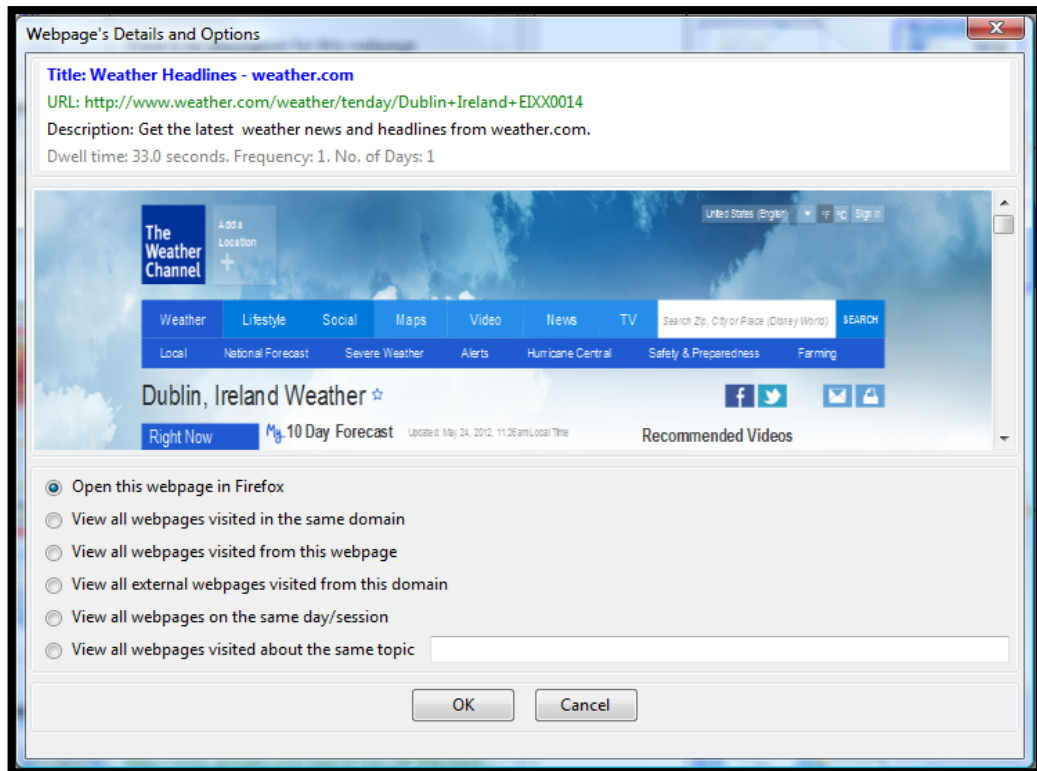 Webpage's Details and Options
Title: Weather Headlines - weather.com
URL: http://www.weather.com/weather/tenday/Dublin+Ireland+EIXX0014
Description: Get the latest weather news and headlines from weather.com.
Dwell time: 33.0 seconds. Frequency: 1. No. of Days: 1
The Weather Channel
Add a Location +
United States (English) °F °C Sign in
Weather Lifestyle Social Maps Video News TV Search Zip, City or Place (Disney World) SEARCH
Local National Forecast Severe Weather Alerts Hurricane Central Safety & Preparedness Farming
Dublin, Ireland Weather
Right Now My 10 Day Forecast Updated: May 24, 2012, 11:26am Local Time Recommended Videos
Open this webpage in Firefox
View all webpages visited in the same domain
View all webpages visited from this webpage
View all external webpages visited from this domain
View all webpages on the same day/session
View all webpages visited about the same topic
OK Cancel